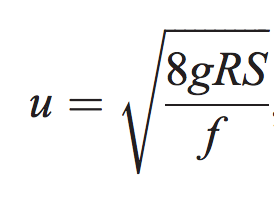 u = √(8gRS / f)